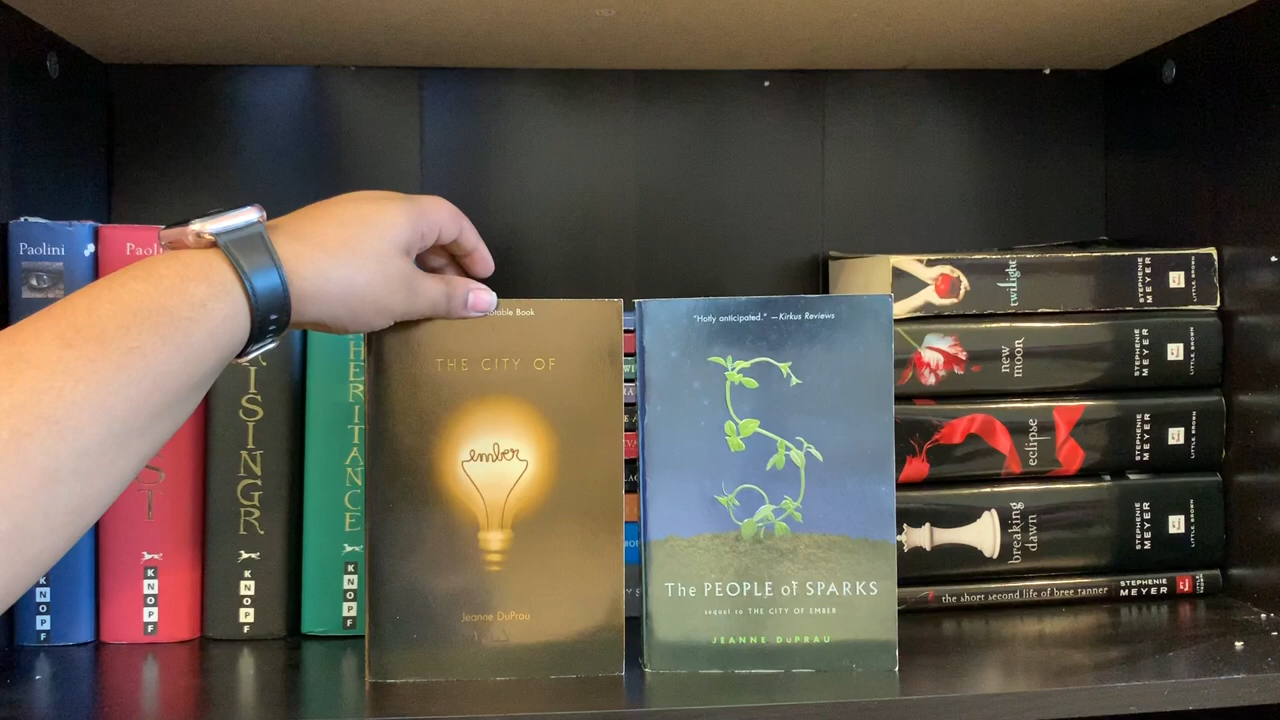 Paolini
KNOPF
Paoli
ST
KNOPF
ISINGR
KNOPF
HERITANCE
KNOPF
otable Book
THE CITY OF
ember
Jeanne DuPrau
"Hotly anticipated." —Kirkus Reviews
The PEOPLE of SPARKS
sequel to THE CITY OF EMBER
JEANNE DUPRAU
twilight
STEPHENIE
MEYER
LITTLE, BROWN
new
moon
STEPHENIE
MEYER
LITTLE, BROWN
eclipse
STEPHENIE
MEYER
LITTLE, BROWN
breaking
dawn
STEPHENIE
MEYER
LITTLE, BROWN
the short second life of bree tanner
STEPHENIE
MEYER